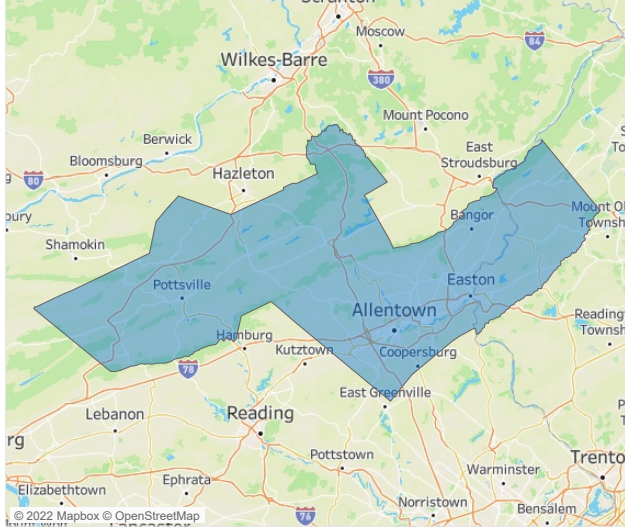 Scranton
Moscow
84
Wilkes-Barre
380
Mount Pocono
Berwick
East
Stroudsburg
Bloomsburg
80
Hazleton
Bangor
Mount Ol
Townsh
bury
Shamokin
Pottsville
Easton
Allentown
Reading
Townsh
Hamburg
Kutztown
Coopersburg
78
East Greenville
Lebanon
Reading
rg
Pottstown
Trento
Warminster
Ephrata
Elizabethtown
Norristown
Bensalem
76
Lancaster
© 2022 Mapbox © OpenStreetMap